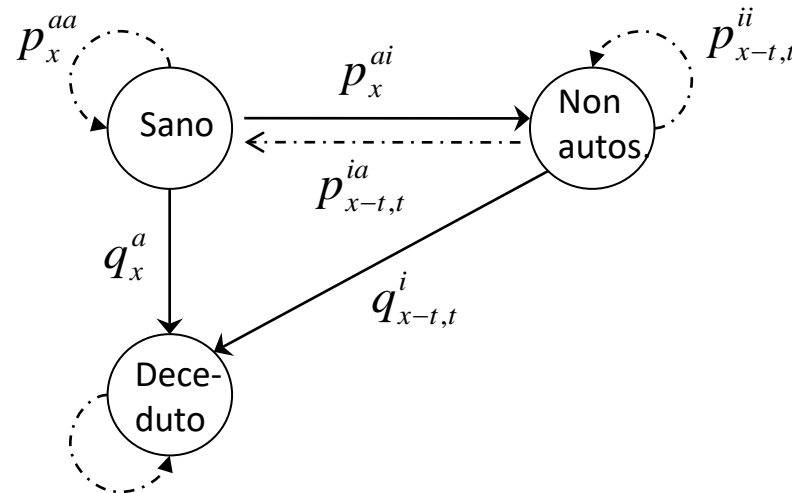 p_x^{aa}
p_x^{ai}
p_{x-t,t}^{ii}
Sano
Non
autos.
p_{x-t,t}^{ia}
q_x^a
q_{x-t,t}^i
Dece-
duto